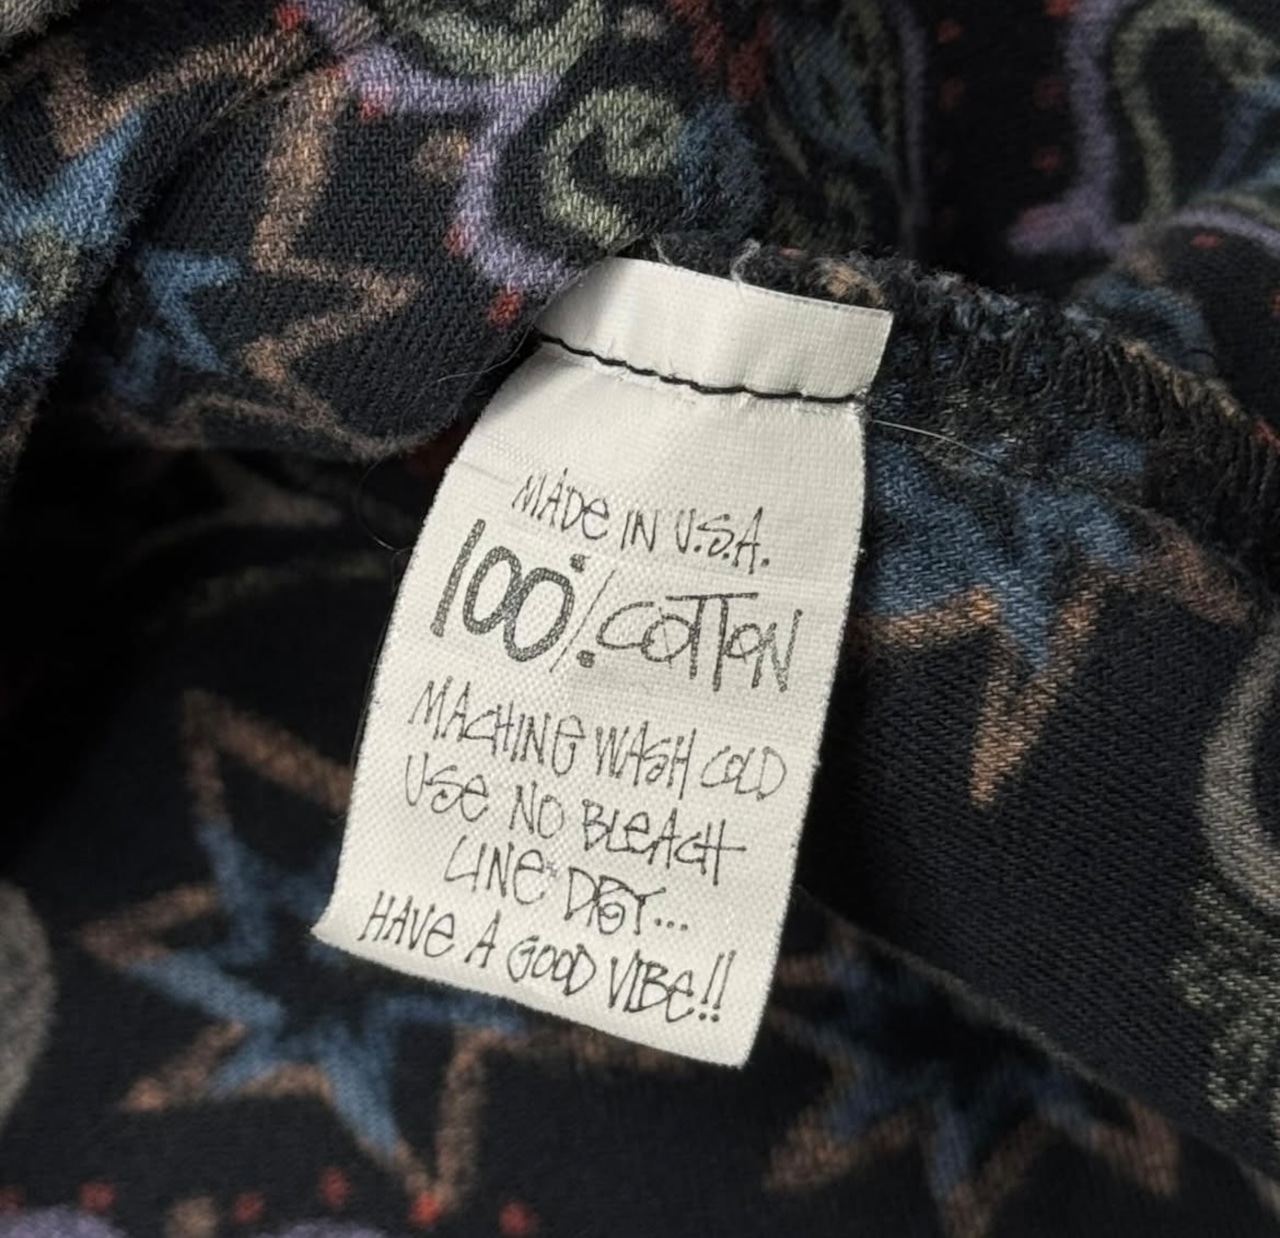 MADe IN U.S.A.
100% COTTON
MACHINe WASH COLD
USe NO BLeACH
LINe DRY...
HAVe A GOOD VIBe!!